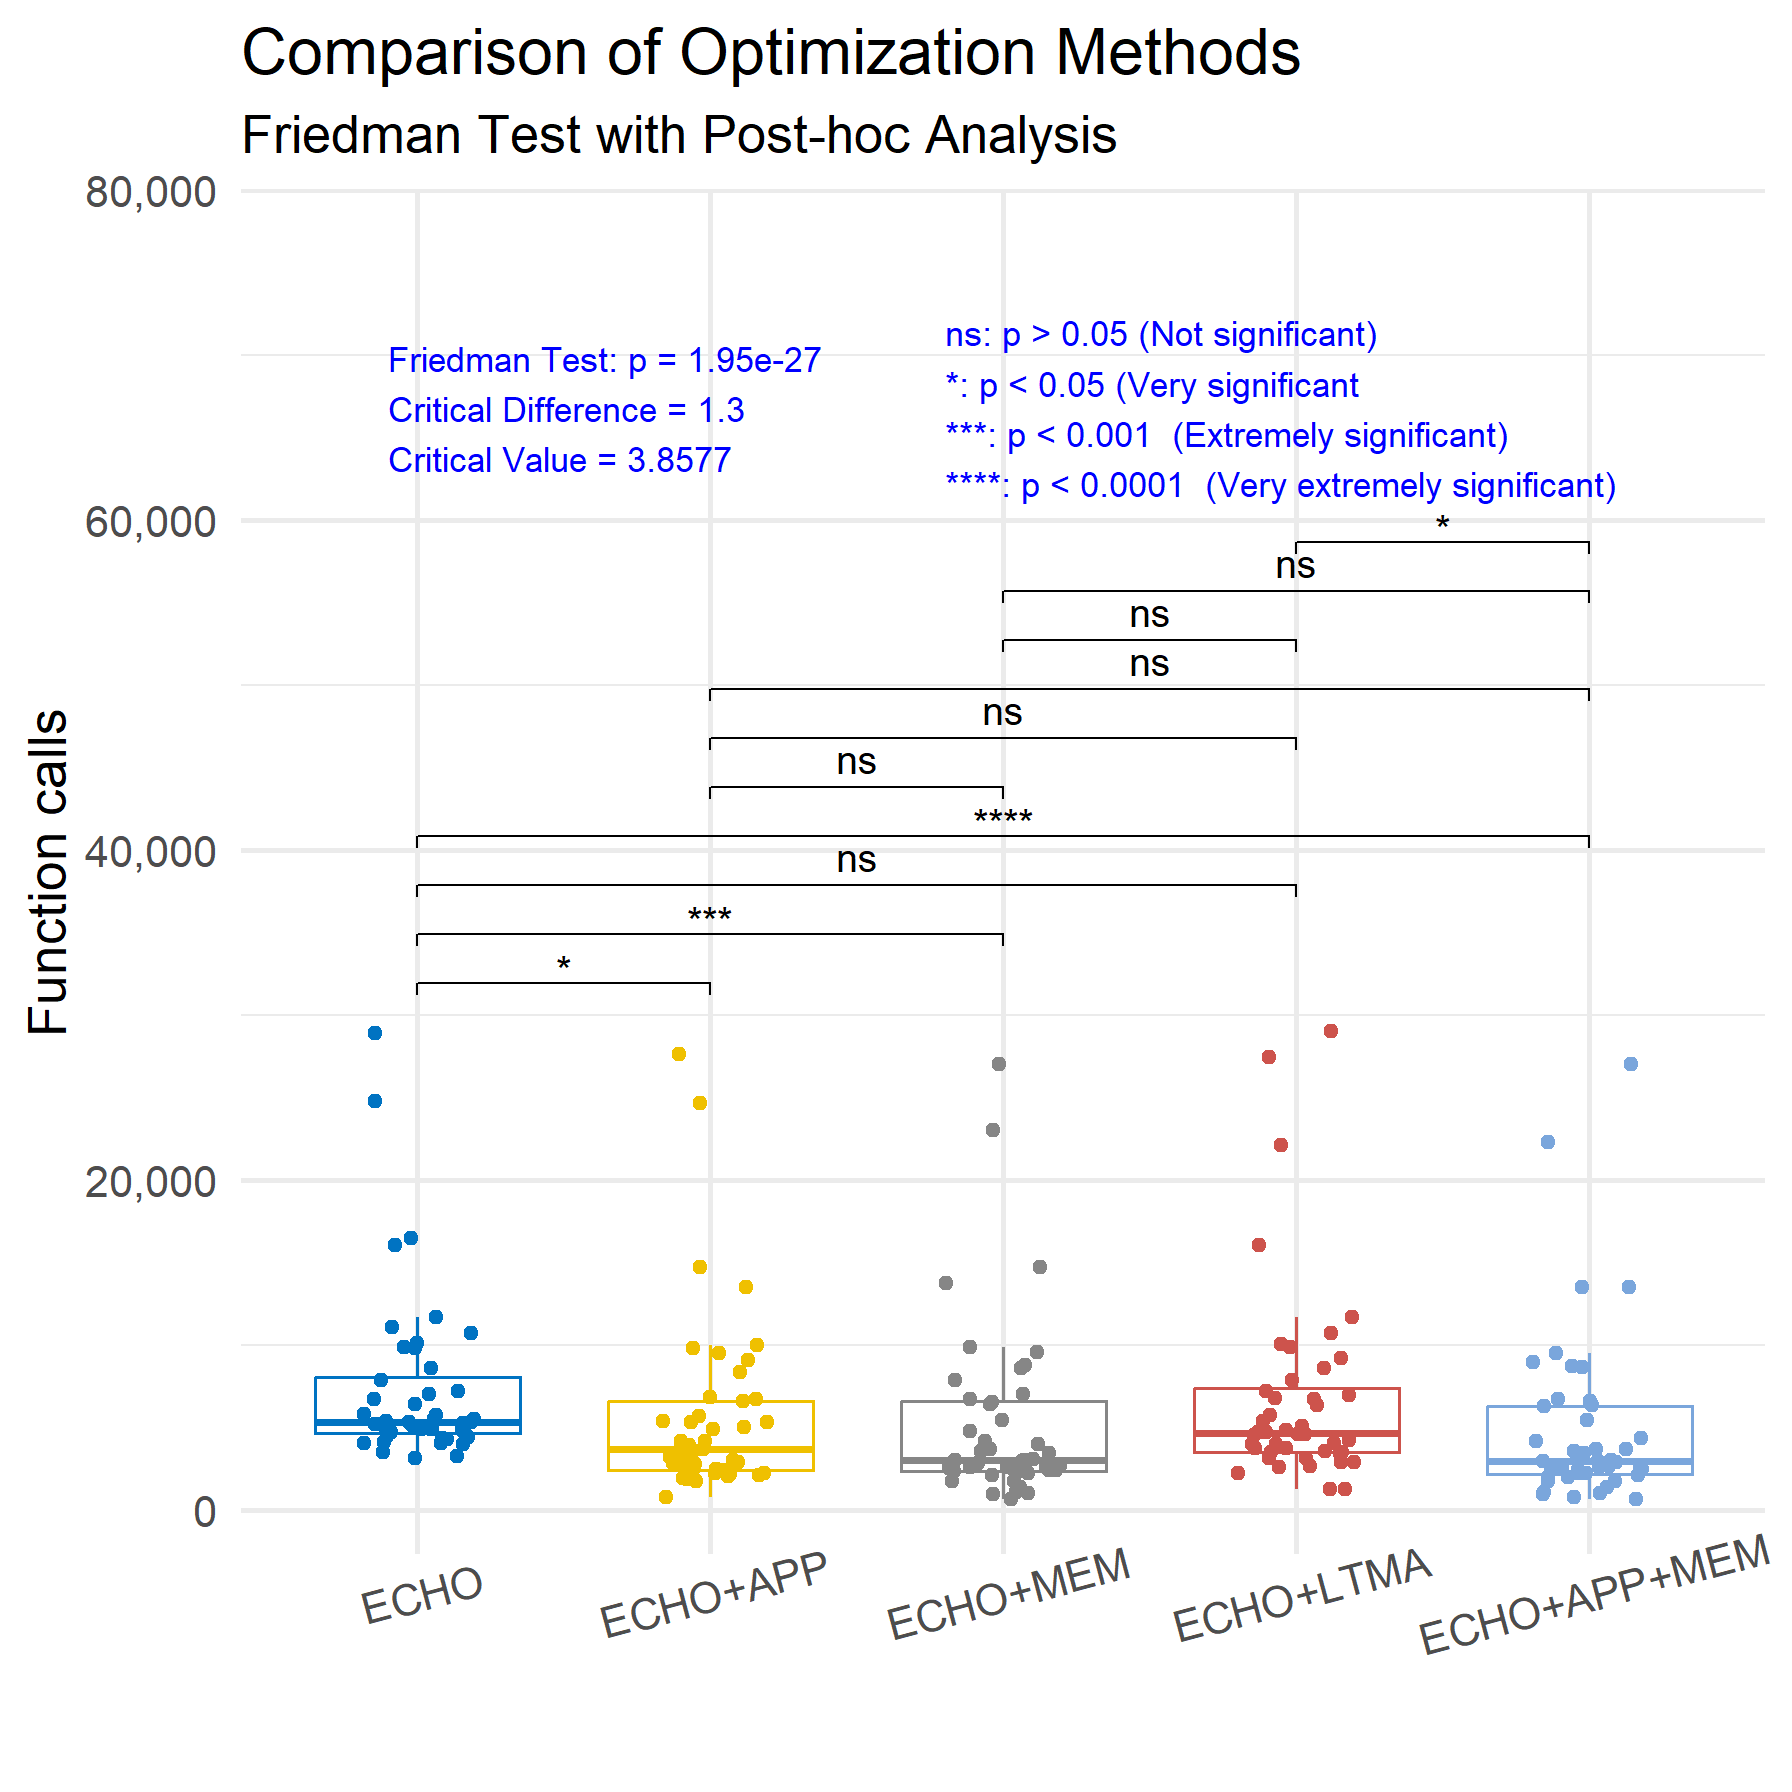 Comparison of Optimization Methods
Friedman Test with Post-hoc Analysis
80,000
60,000
40,000
20,000
0
Function calls
Friedman Test: p = 1.95e-27
Critical Difference = 1.3
Critical Value = 3.8577
ns: p > 0.05 (Not significant)
*: p < 0.05 (Very significant
***: p < 0.001  (Extremely significant)
****: p < 0.0001  (Very extremely significant)
*
ns
ns
ns
ns
ns
****
ns
***
*
ECHO
ECHO+APP
ECHO+MEM
ECHO+LTMA
ECHO+APP+MEM